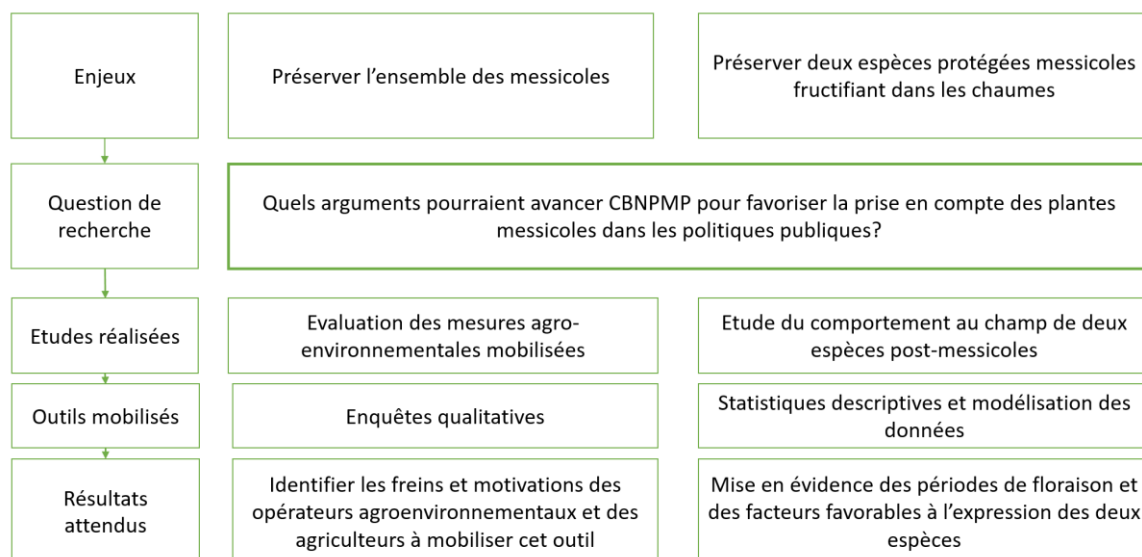 Enjeux
Préserver l'ensemble des messicoles
Préserver deux espèces protégées messicoles
fructifiant dans les chaumes
Question de
recherche
Quels arguments pourraient avancer CBNPMP pour favoriser la prise en compte des plantes
messicoles dans les politiques publiques?
Etudes réalisées
Evaluation des mesures agro-
environnementales mobilisées
Etude du comportement au champ de deux
espèces post-messicoles
Outils mobilisés
Enquêtes qualitatives
Statistiques descriptives et modélisation des
données
Résultats
attendus
Identifier les freins et motivations des
opérateurs agroenvironnementaux et des
agriculteurs à mobiliser cet outil
Mise en évidence des périodes de floraison et
des facteurs favorables à l'expression des deux
espèces